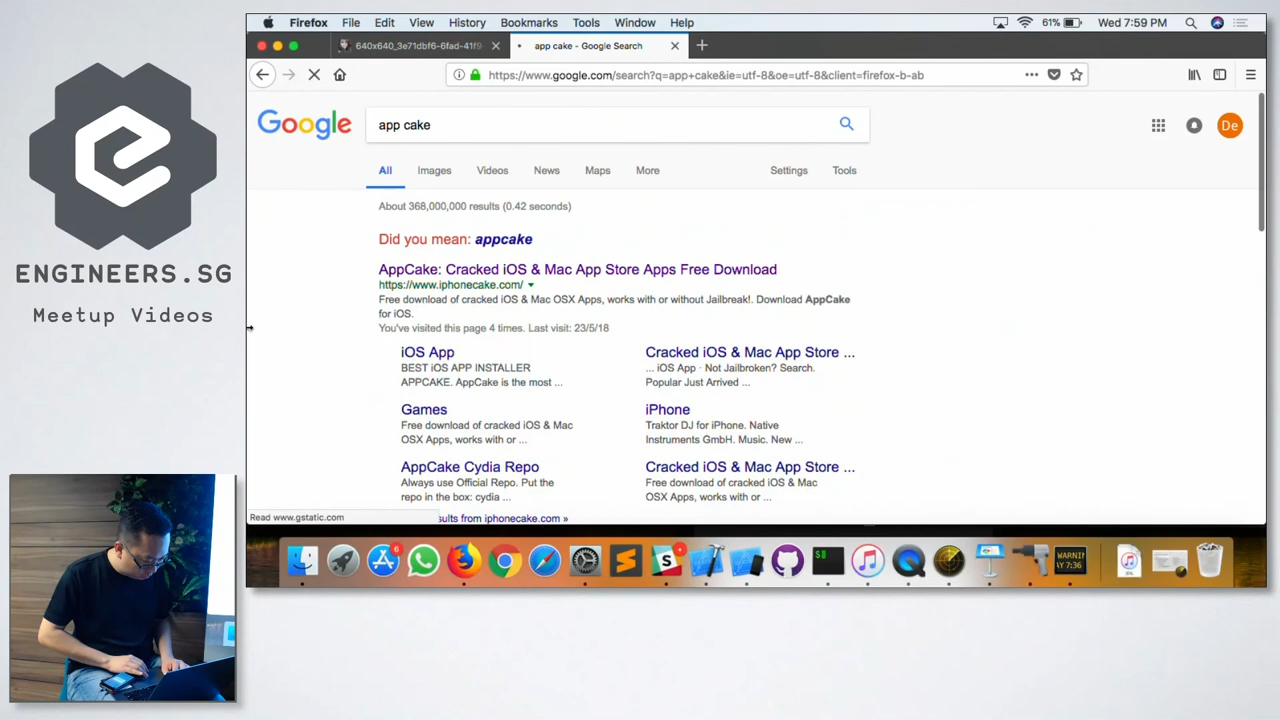 Firefox File Edit View History Bookmarks Tools Window Help
61% Wed 7:59 PM
640x640_3e71dbf6-6fad-41f9
app cake - Google Search
https://www.google.com/search?q=app+cake&ie=utf-8&oe=utf-8&client=firefox-b-ab
Google
app cake
De
All Images Videos News Maps More Settings Tools
About 368,000,000 results (0.42 seconds)
Did you mean: appcake
AppCake: Cracked iOS & Mac App Store Apps Free Download
https://www.iphonecake.com/
Free download of cracked iOS & Mac OSX Apps, works with or without Jailbreak!. Download AppCake
for iOS.
You've visited this page 4 times. Last visit: 23/5/18
iOS App
BEST iOS APP INSTALLER
APPCAKE. AppCake is the most ...
Cracked iOS & Mac App Store ...
... iOS App · Not Jailbroken? Search.
Popular Just Arrived ...
Games
Free download of cracked iOS & Mac
OSX Apps, works with or ...
iPhone
Traktor DJ for iPhone. Native
Instruments GmbH. Music. New ...
AppCake Cydia Repo
Always use Official Repo. Put the
repo in the box: cydia ...
Cracked iOS & Mac App Store ...
Free download of cracked iOS & Mac
OSX Apps, works with or ...
sults from iphonecake.com »
Read www.gstatic.com
ENGINEERS.SG
Meetup Videos
6
$
WARNIN
AY 7:36